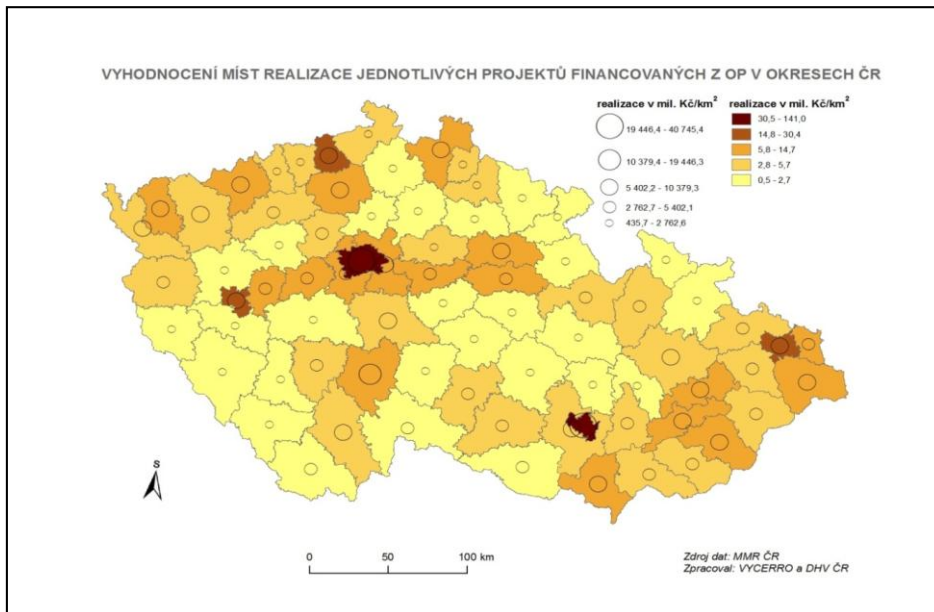 VYHODNOCENÍ MÍST REALIZACE JEDNOTLIVÝCH PROJEKTŮ FINANCOVANÝCH Z OP V OKRESECH ČR
realizace v mil. Kč/km²
19 446,4 - 40 745,4
10 379,4 - 19 446,3
5 402,2 - 10 379,3
2 762,7 - 5 402,1
435,7 - 2 762,6
realizace v mil. Kč/km²
30,5 - 141,0
14,8 - 30,4
5,8 - 14,7
2,8 - 5,7
0,5 - 2,7
S
0 50 100 km
Zdroj dat: MMR ČR
Zpracoval: VYCERRO a DHV ČR